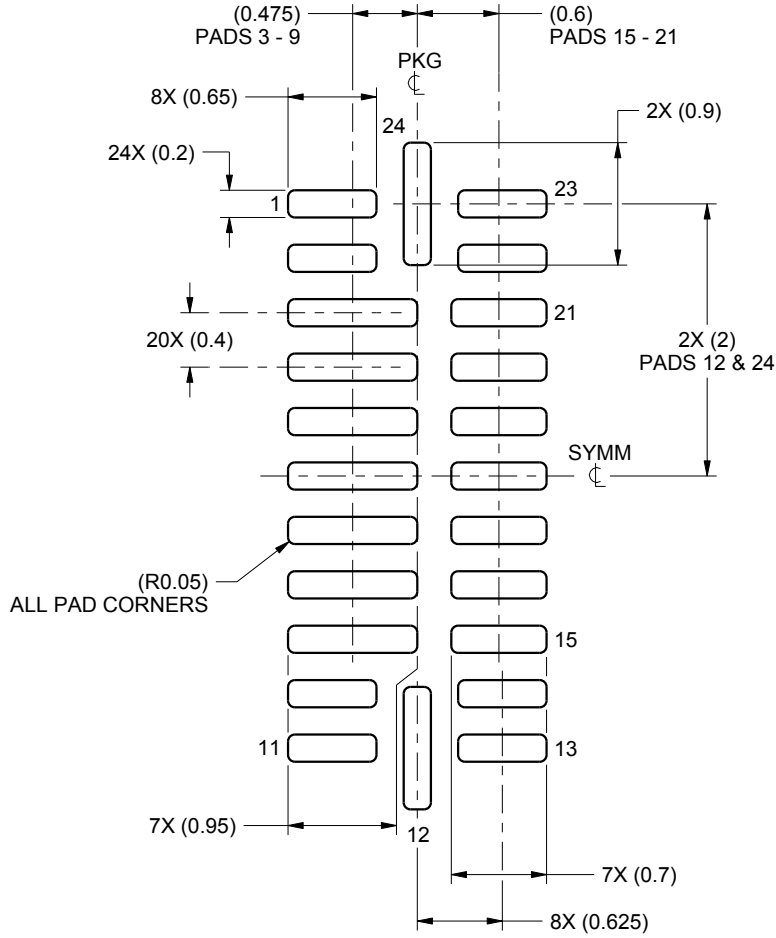 (0.475)
PADS 3 - 9
(0.6)
PADS 15 - 21
PKG
℄
8X (0.65)
24
2X (0.9)
24X (0.2)
1
23
21
20X (0.4)
2X (2)
PADS 12 & 24
SYMM
℄
(R0.05)
ALL PAD CORNERS
15
11
13
7X (0.95)
12
7X (0.7)
8X (0.625)